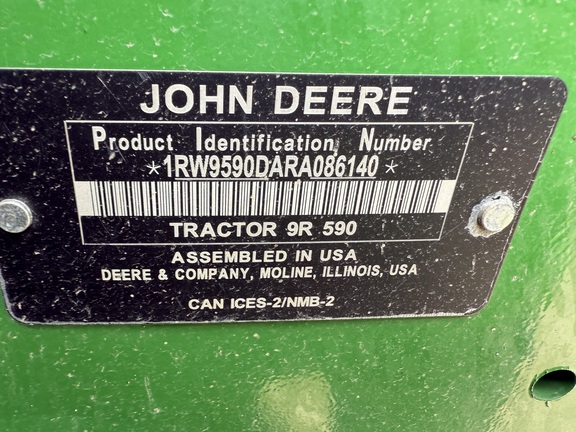 JOHN DEERE
Product Identification Number
*1RW9590DARA086140*
TRACTOR 9R 590
ASSEMBLED IN USA
DEERE & COMPANY, MOLINE, ILLINOIS, USA
CAN ICES-2/NMB-2